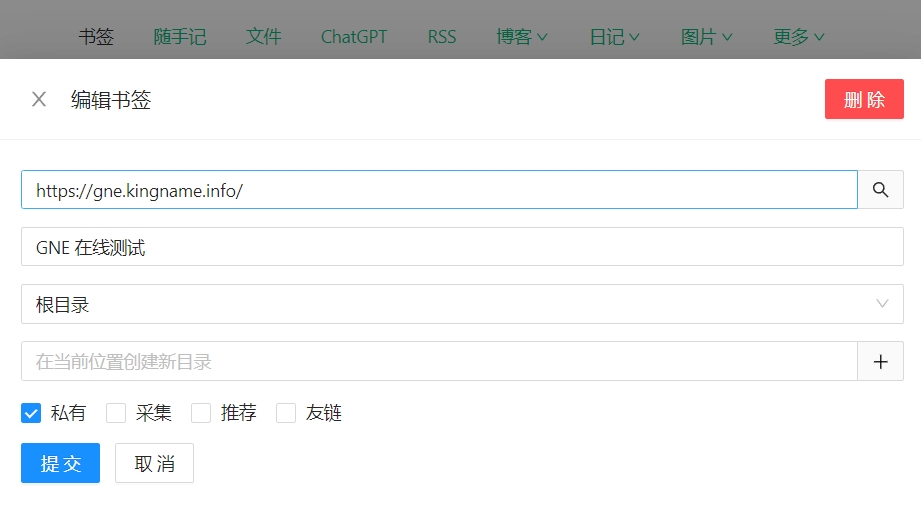 书签 随手记 文件 ChatGPT RSS 博客 日记 图片 更多
编辑书签 删 除
https://gne.kingname.info/
GNE 在线测试
根目录
在当前位置创建新目录
私有 采集 推荐 友链
提 交 取 消